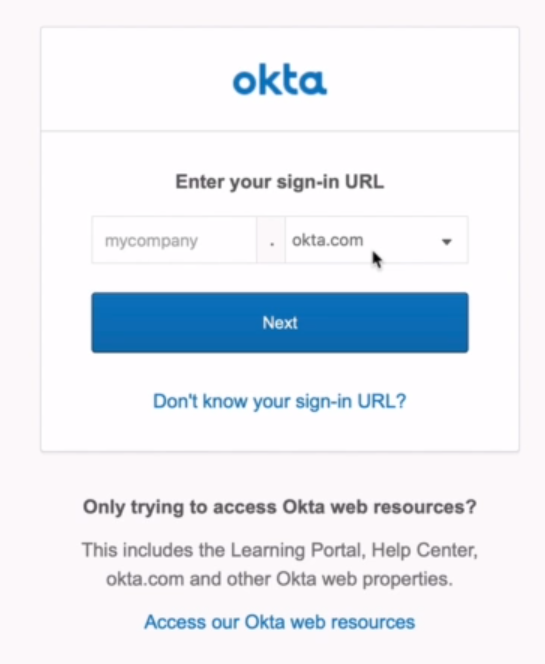 okta
Enter your sign-in URL
mycompany . okta.com
Next
Don't know your sign-in URL?
Only trying to access Okta web resources?
This includes the Learning Portal, Help Center,
okta.com and other Okta web properties.
Access our Okta web resources